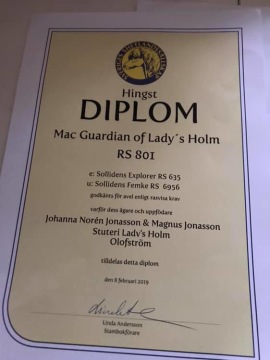 Hingst
DIPLOM
Mac Guardian of Lady´s Holm
RS 801
e: Sollidens Explorer RS 635
u: Sollidens Femke RS 6956
godkänts för avel enligt rasvisa krav
varför dess ägare och uppfödare
Johanna Norén Jonasson & Magnus Jonasson
Stuteri Lady's Holm
Olofström
tilldelas detta diplom
den 8 februari 2019
Linda Andersson
Stambokförare